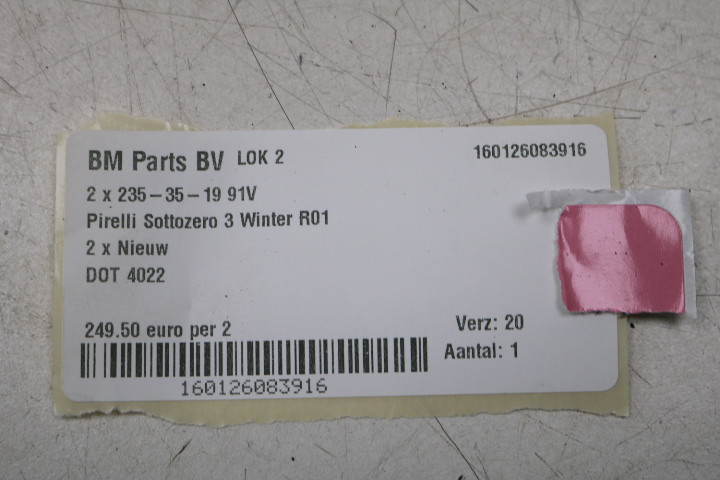 BM Parts BV LOK 2 160126083916
2 x 235-35-19 91V
Pirelli Sottozero 3 Winter R01
2 x Nieuw
DOT 4022
249.50 euro per 2 Verz: 20
Aantal: 1
160126083916